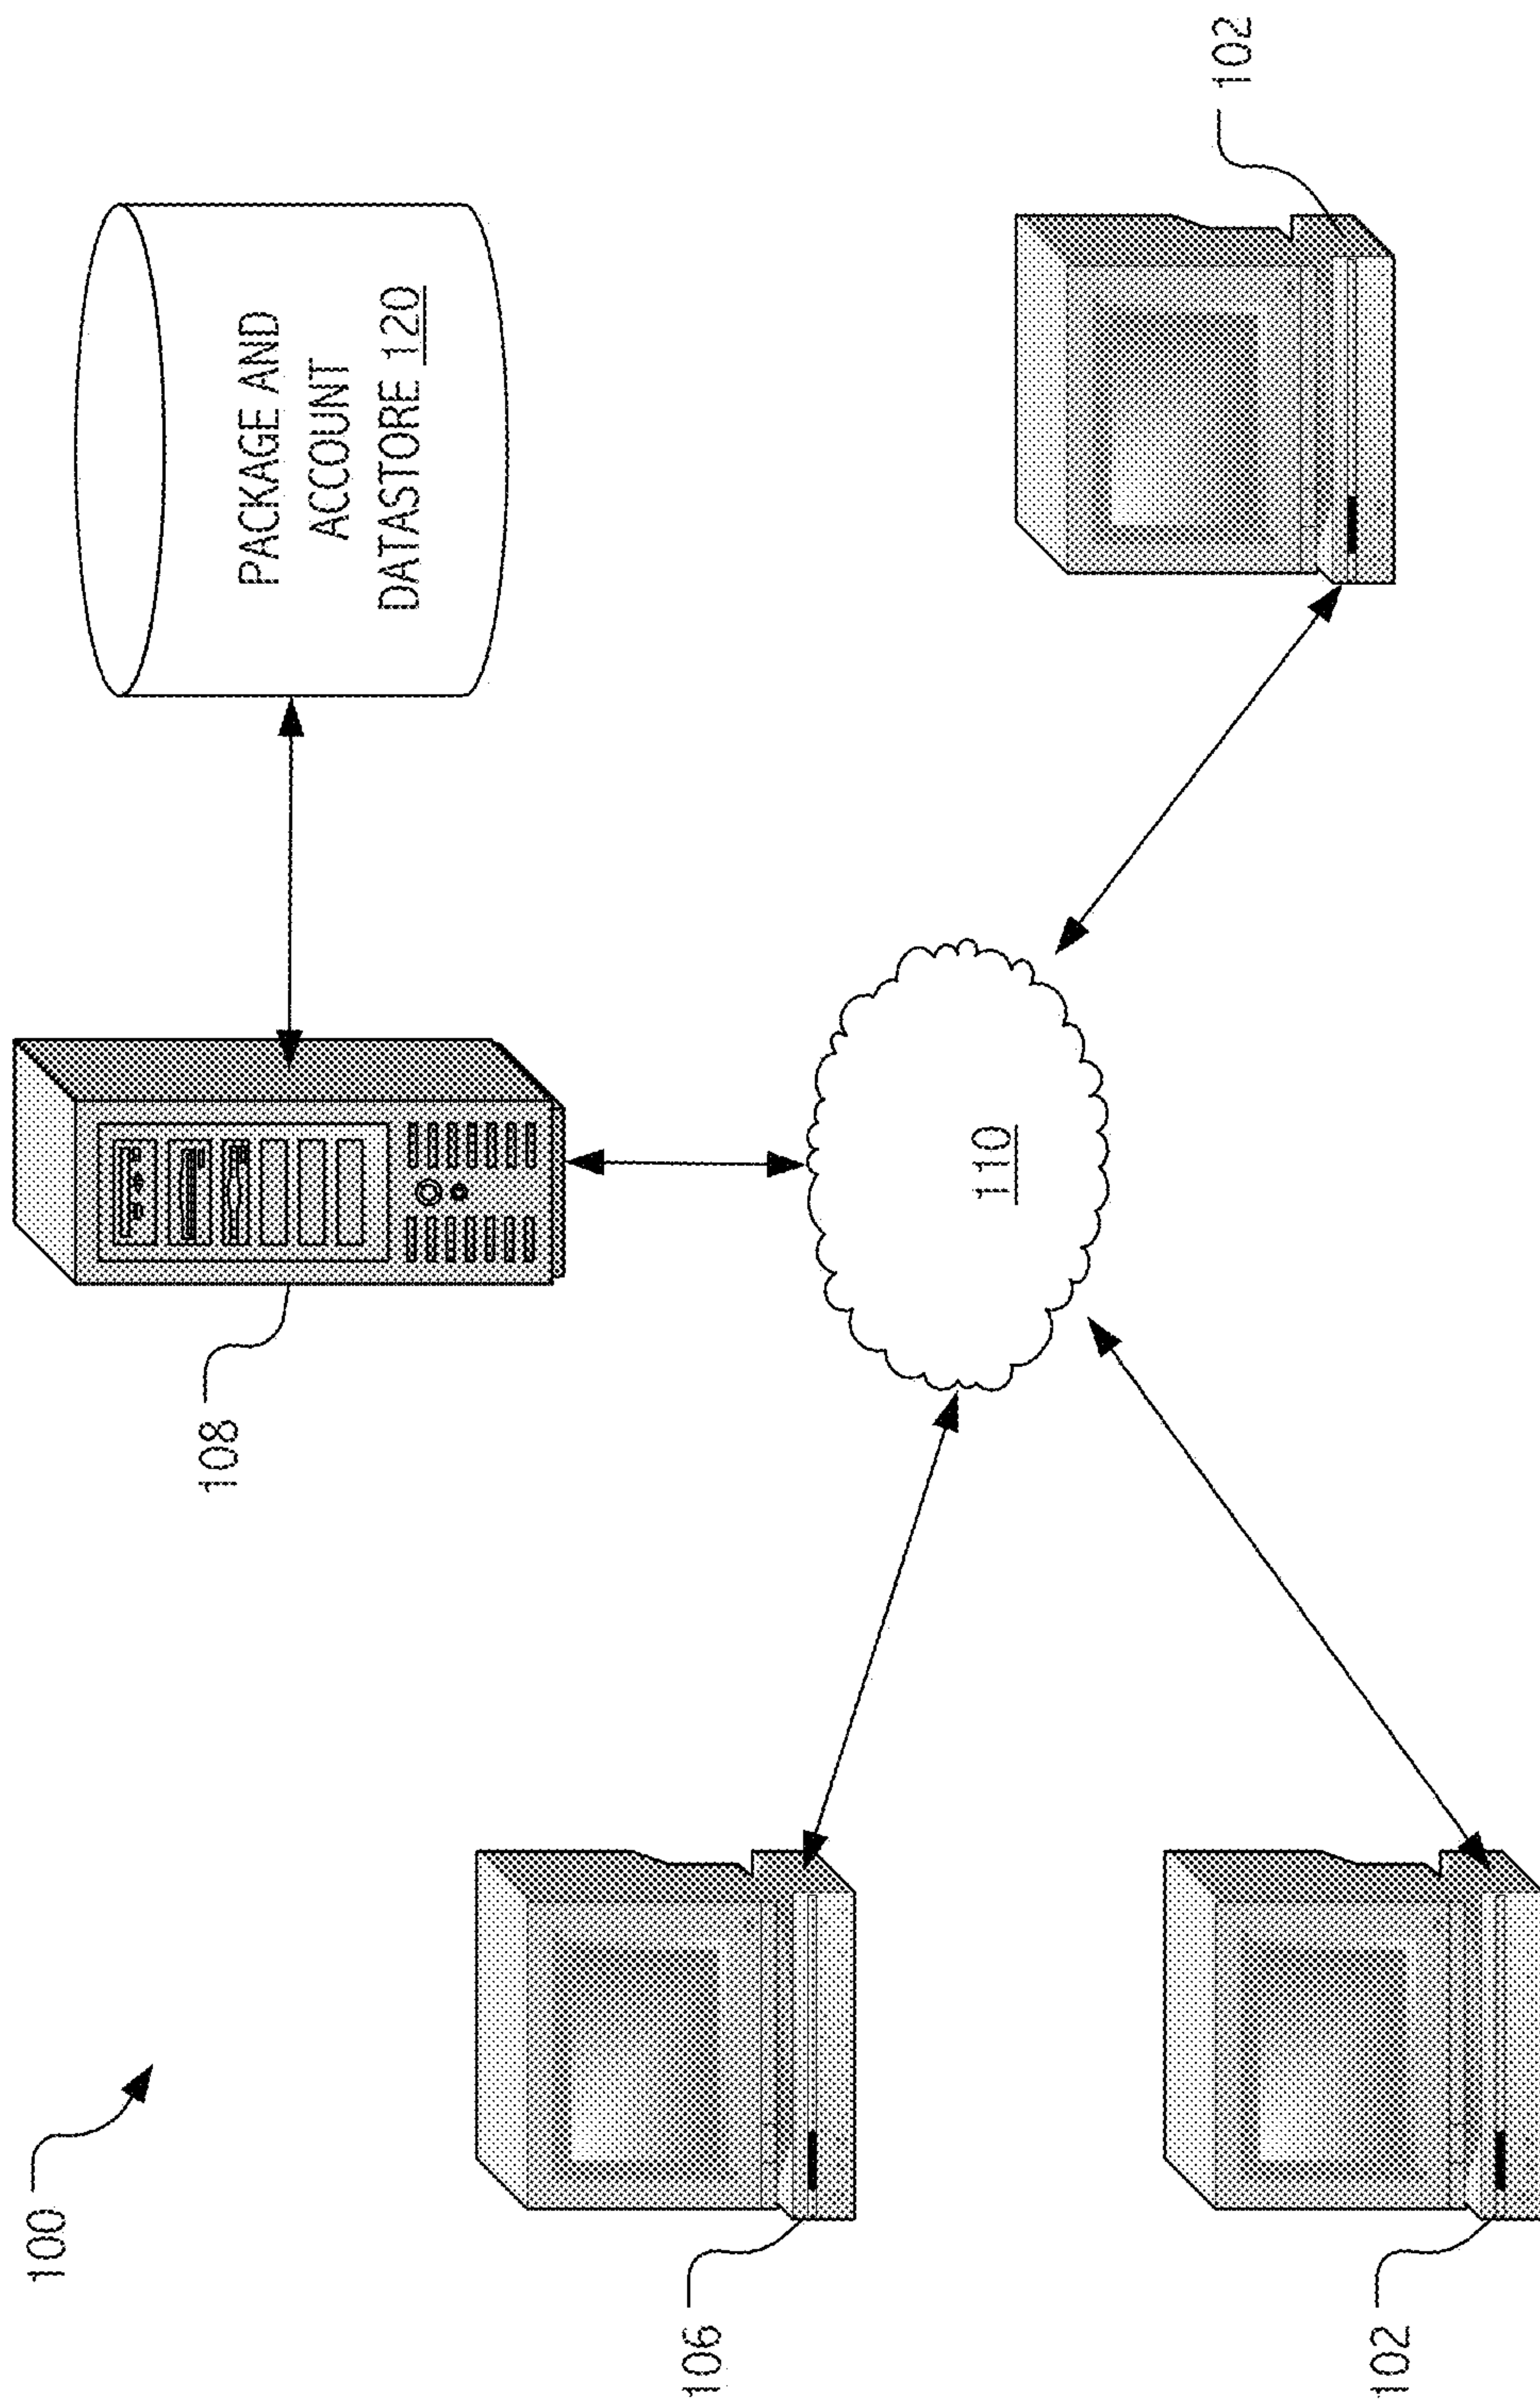 100
108
PACKAGE AND
ACCOUNT
DATASTORE 120
106
110
102
102